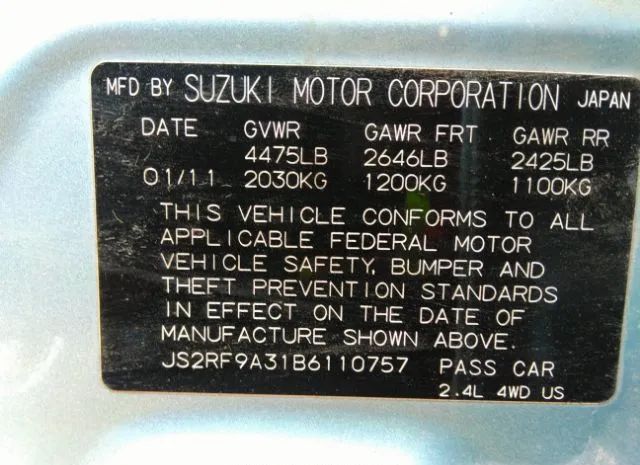 MFD BY SUZUKI MOTOR CORPORATION JAPAN
DATE GVWR GAWR FRT GAWR RR
4475LB 2646LB 2425LB
01/11 2030KG 1200KG 1100KG
THIS VEHICLE CONFORMS TO ALL
APPLICABLE FEDERAL MOTOR
VEHICLE SAFETY, BUMPER AND
THEFT PREVENTION STANDARDS
IN EFFECT ON THE DATE OF
MANUFACTURE SHOWN ABOVE.
JS2RF9A31B6110757 PASS CAR
2.4L 4WD US